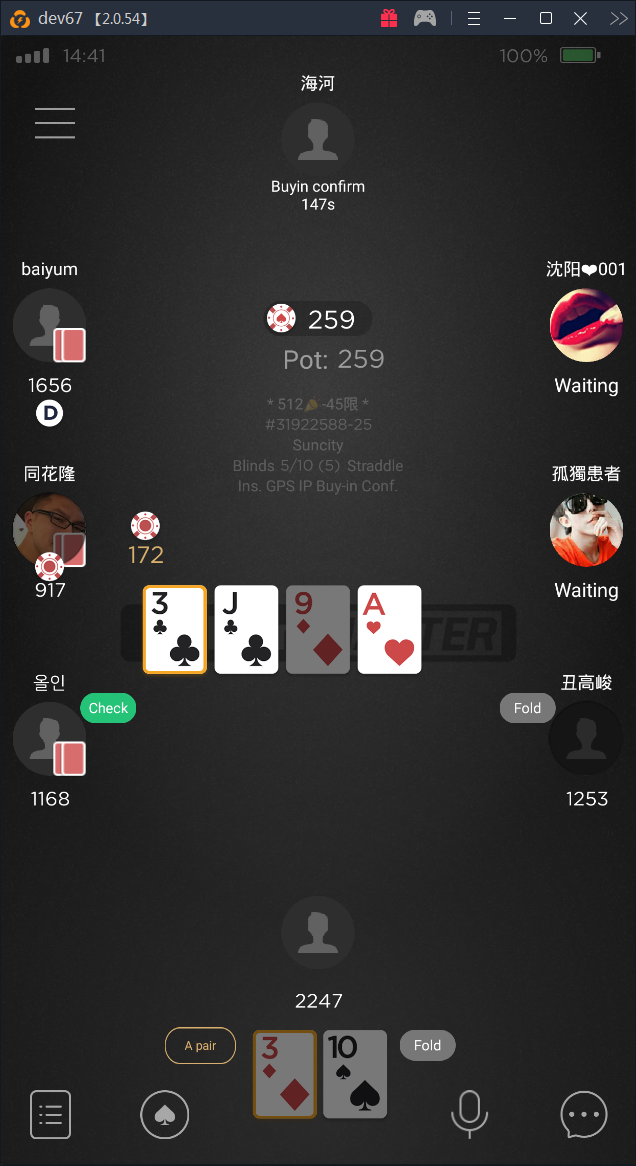 dev67 【2.0.54】
14:41
100%
海河
Buyin confirm
147s
baiyum
沈阳❤001
259
Pot: 259
1656
Waiting
D
* 512🎉-45限 *
#31922588-25
Suncity
Blinds 5/10 (5) Straddle
Ins. GPS IP Buy-in Conf.
同花隆
孤獨患者
172
917
Waiting
3
J
9
A
올인
丑高峻
Check
Fold
1168
1253
2247
A pair
3
10
Fold